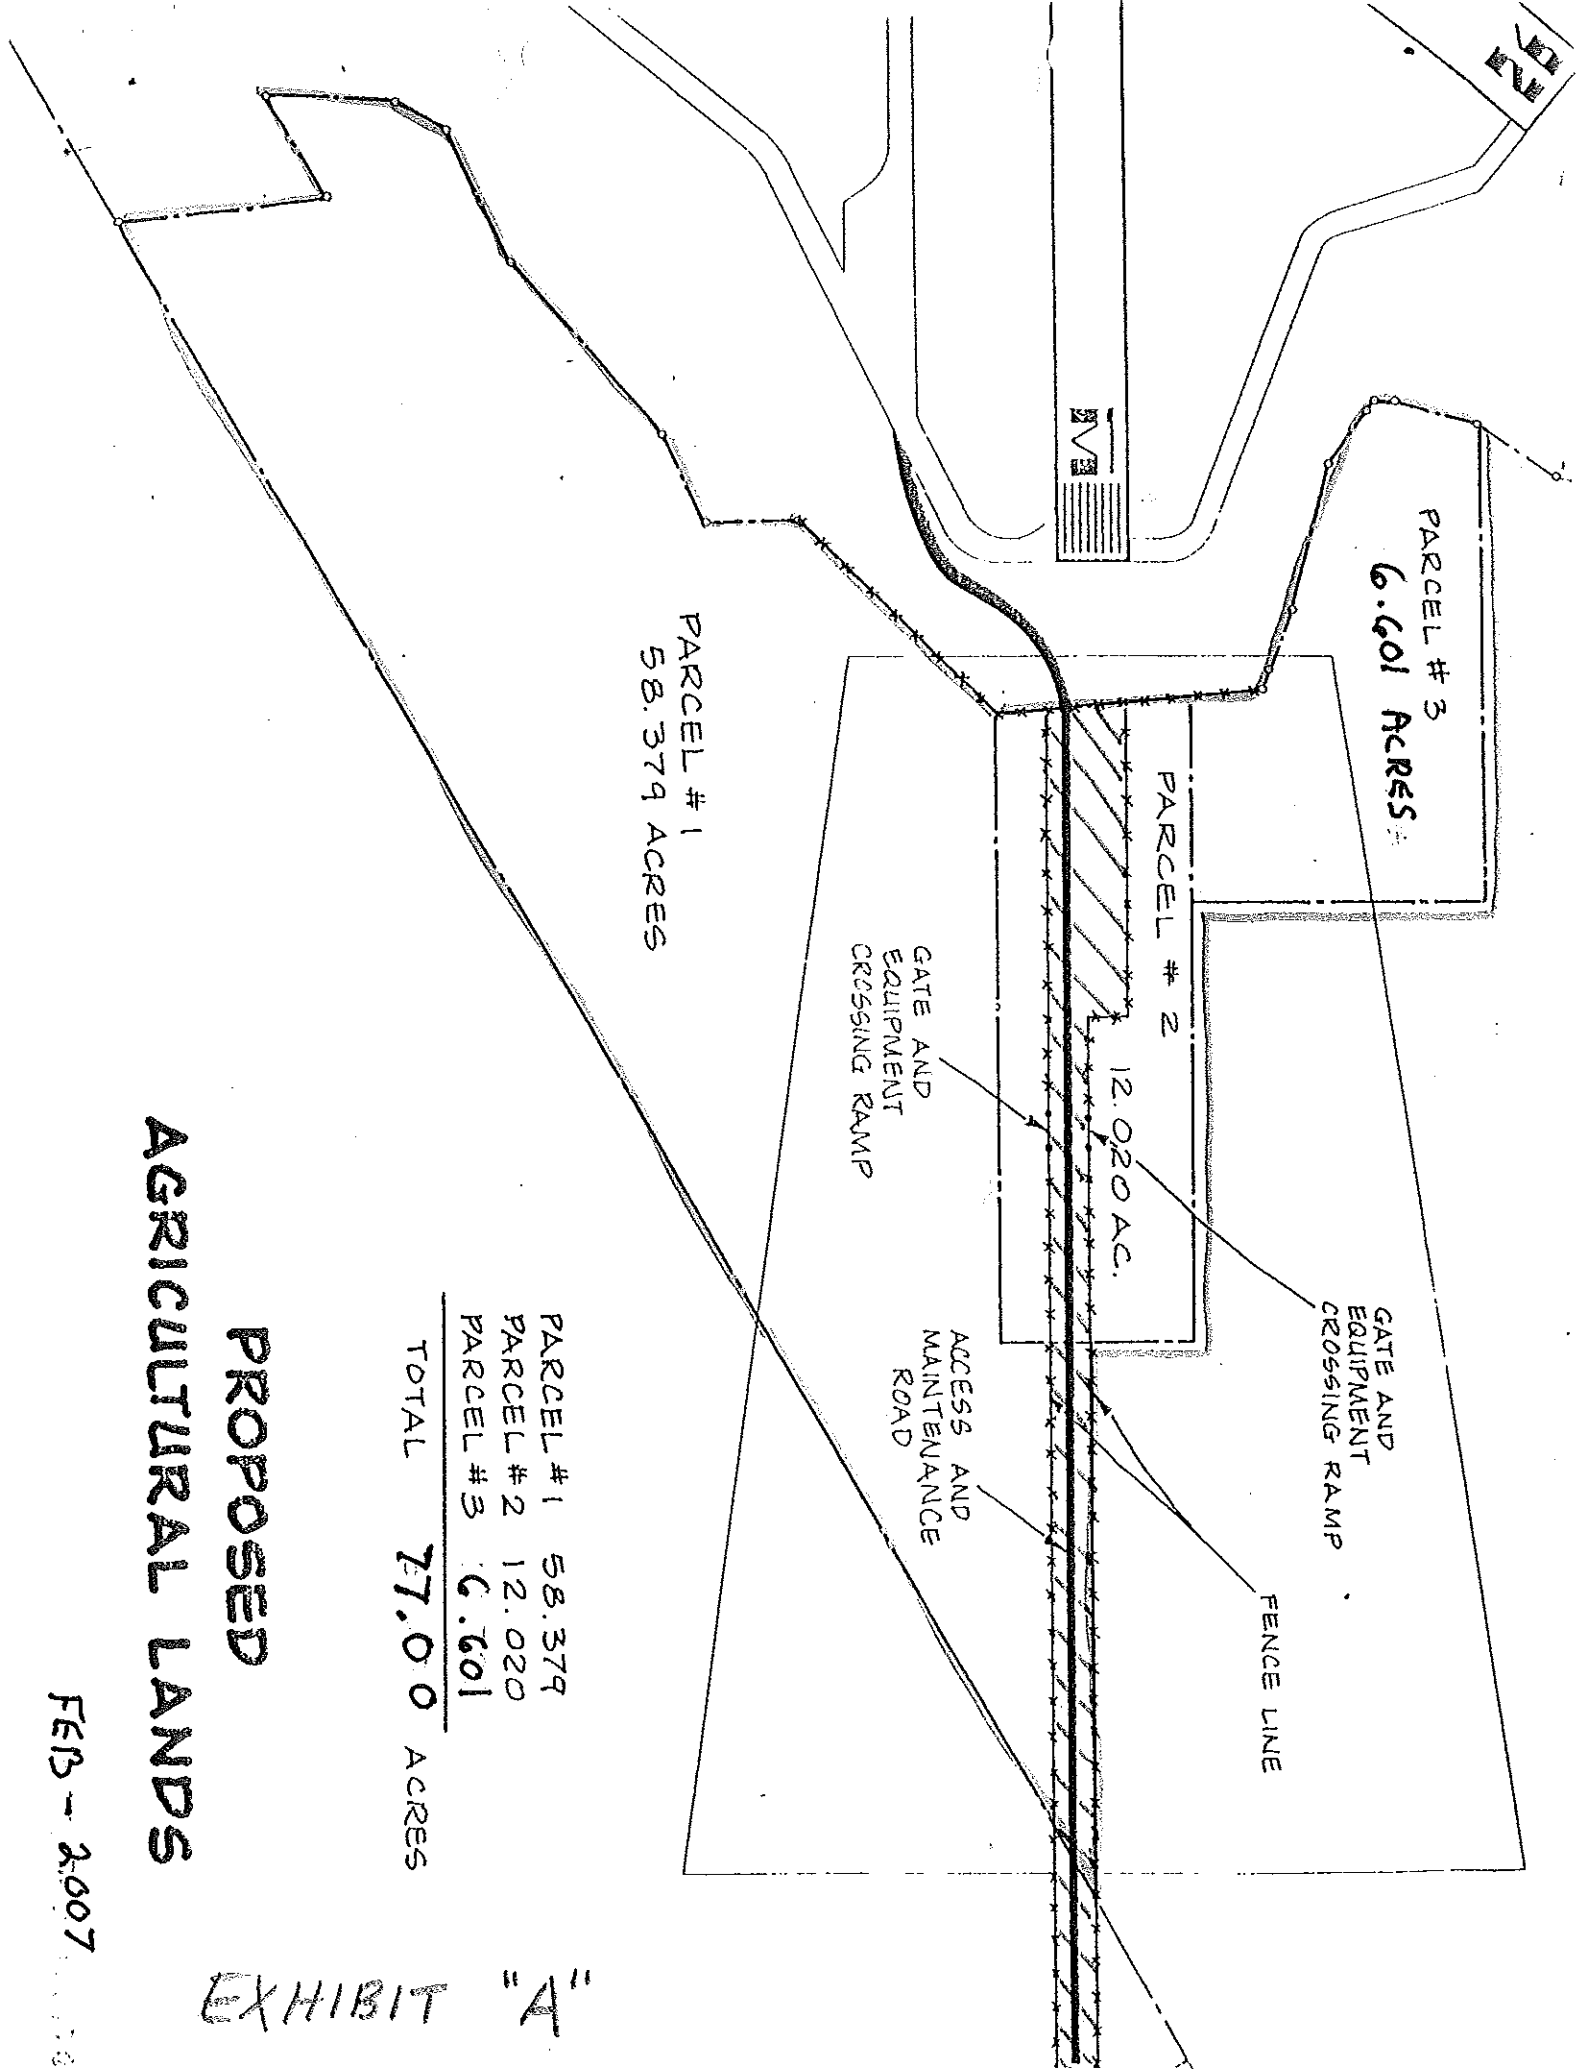 25
PARCEL # 3
6.601 ACRES
PARCEL # 2
12.020 AC.
GATE AND
EQUIPMENT
CROSSING RAMP
GATE AND
EQUIPMENT
CROSSING RAMP
FENCE LINE
ACCESS AND
MAINTENANCE
ROAD
PARCEL # 1
58.379 ACRES
PARCEL #1 58.379
PARCEL #2 12.020
PARCEL #3 6.601
TOTAL 77.00 ACRES
PROPOSED
AGRICULTURAL LANDS
FEB - 2007
EXHIBIT "A"